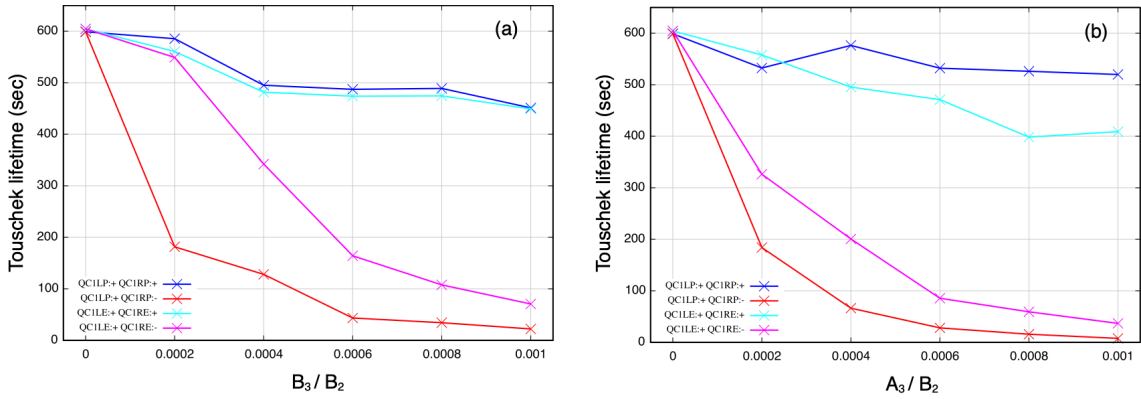 (a)
Touschek lifetime (sec)
600
500
400
300
200
100
0
QC1LP:+ QC1RP:+
QC1LP:+ QC1RP:-
QC1LE:+ QC1RE:+
QC1LE:+ QC1RE:-
0 0.0002 0.0004 0.0006 0.0008 0.001
B₃ / B₂
(b)
Touschek lifetime (sec)
600
500
400
300
200
100
0
QC1LP:+ QC1RP:+
QC1LP:+ QC1RP:-
QC1LE:+ QC1RE:+
QC1LE:+ QC1RE:-
0 0.0002 0.0004 0.0006 0.0008 0.001
A₃ / B₂